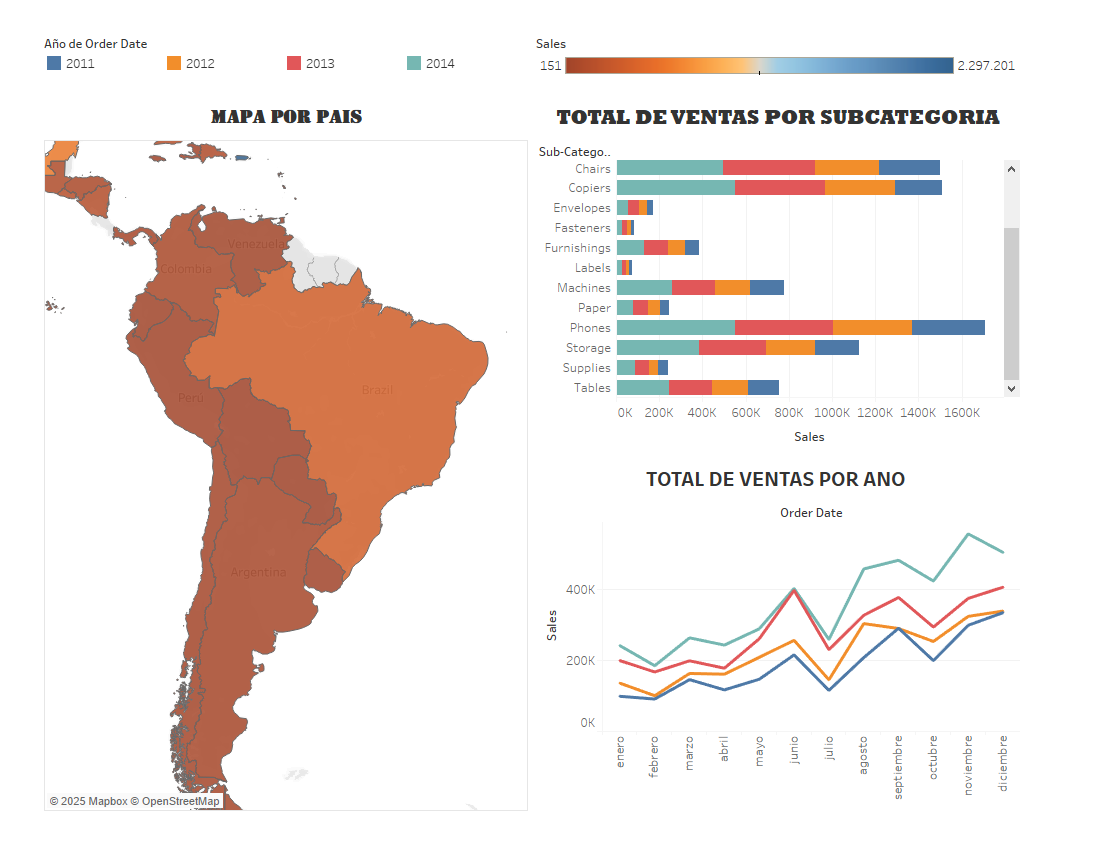 Año de Order Date
2011 2012 2013 2014
Sales
151 2.297.201
MAPA POR PAIS
Venezuela
Colombia
Brazil
Perú
Argentina
© 2025 Mapbox © OpenStreetMap
TOTAL DE VENTAS POR SUBCATEGORIA
Sub-Catego..
Chairs
Copiers
Envelopes
Fasteners
Furnishings
Labels
Machines
Paper
Phones
Storage
Supplies
Tables
0K 200K 400K 600K 800K 1000K 1200K 1400K 1600K
Sales
TOTAL DE VENTAS POR ANO
Order Date
Sales
400K
200K
0K
enero febrero marzo abril mayo junio julio agosto septiembre octubre noviembre diciembre